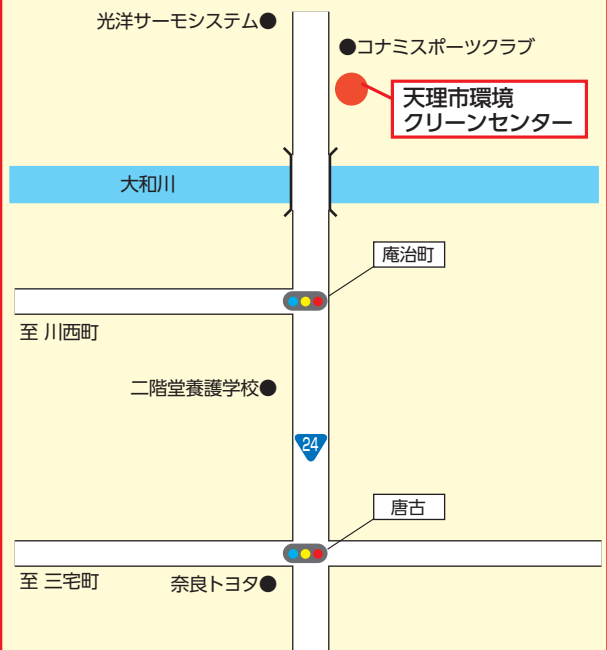 光洋サーモシステム●
●コナミスポーツクラブ
天理市環境
クリーンセンター
大和川
庵治町
至 川西町
二階堂養護学校●
24
唐古
至 三宅町
奈良トヨタ●